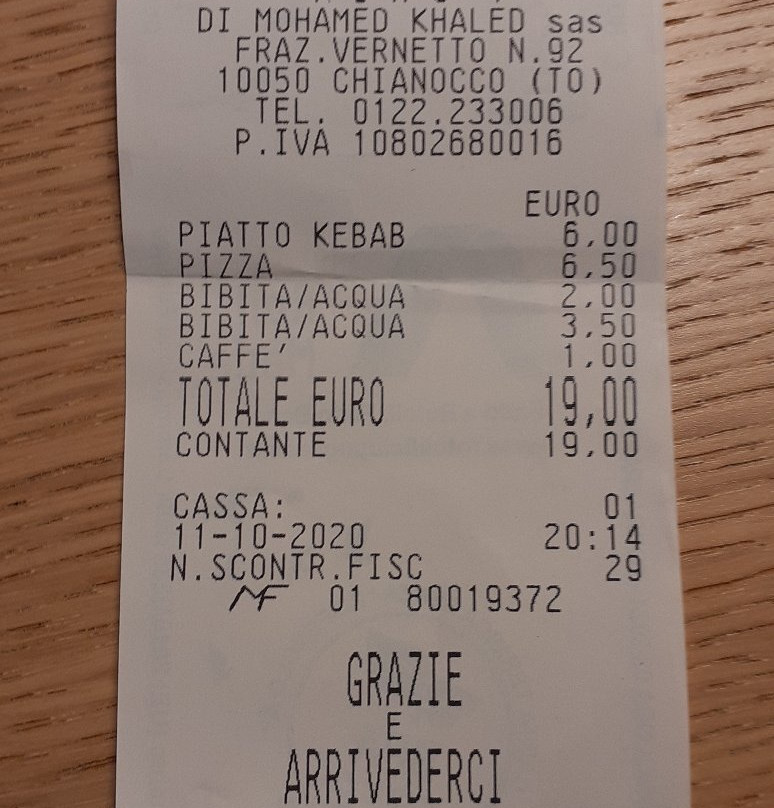 DI MOHAMED KHALED sas
FRAZ.VERNETTO N.92
10050 CHIANOCCO (TO)
TEL. 0122.233006
P.IVA 10802680016
EURO
PIATTO KEBAB 6,00
PIZZA 6,50
BIBITA/ACQUA 2,00
BIBITA/ACQUA 3,50
CAFFE' 1,00
TOTALE EURO 19,00
CONTANTE 19,00
CASSA: 01
11-10-2020 20:14
N.SCONTR.FISC 29
MF 01 80019372
GRAZIE
E
ARRIVEDERCI